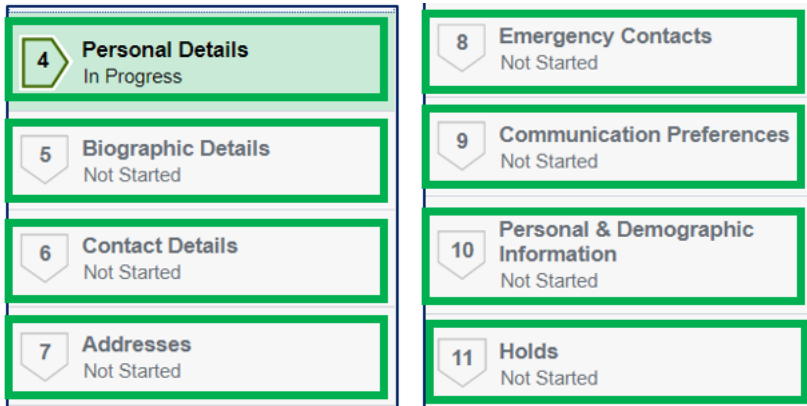 4
Personal Details
In Progress
5
Biographic Details
Not Started
6
Contact Details
Not Started
7
Addresses
Not Started
8
Emergency Contacts
Not Started
9
Communication Preferences
Not Started
10
Personal & Demographic
Information
Not Started
11
Holds
Not Started